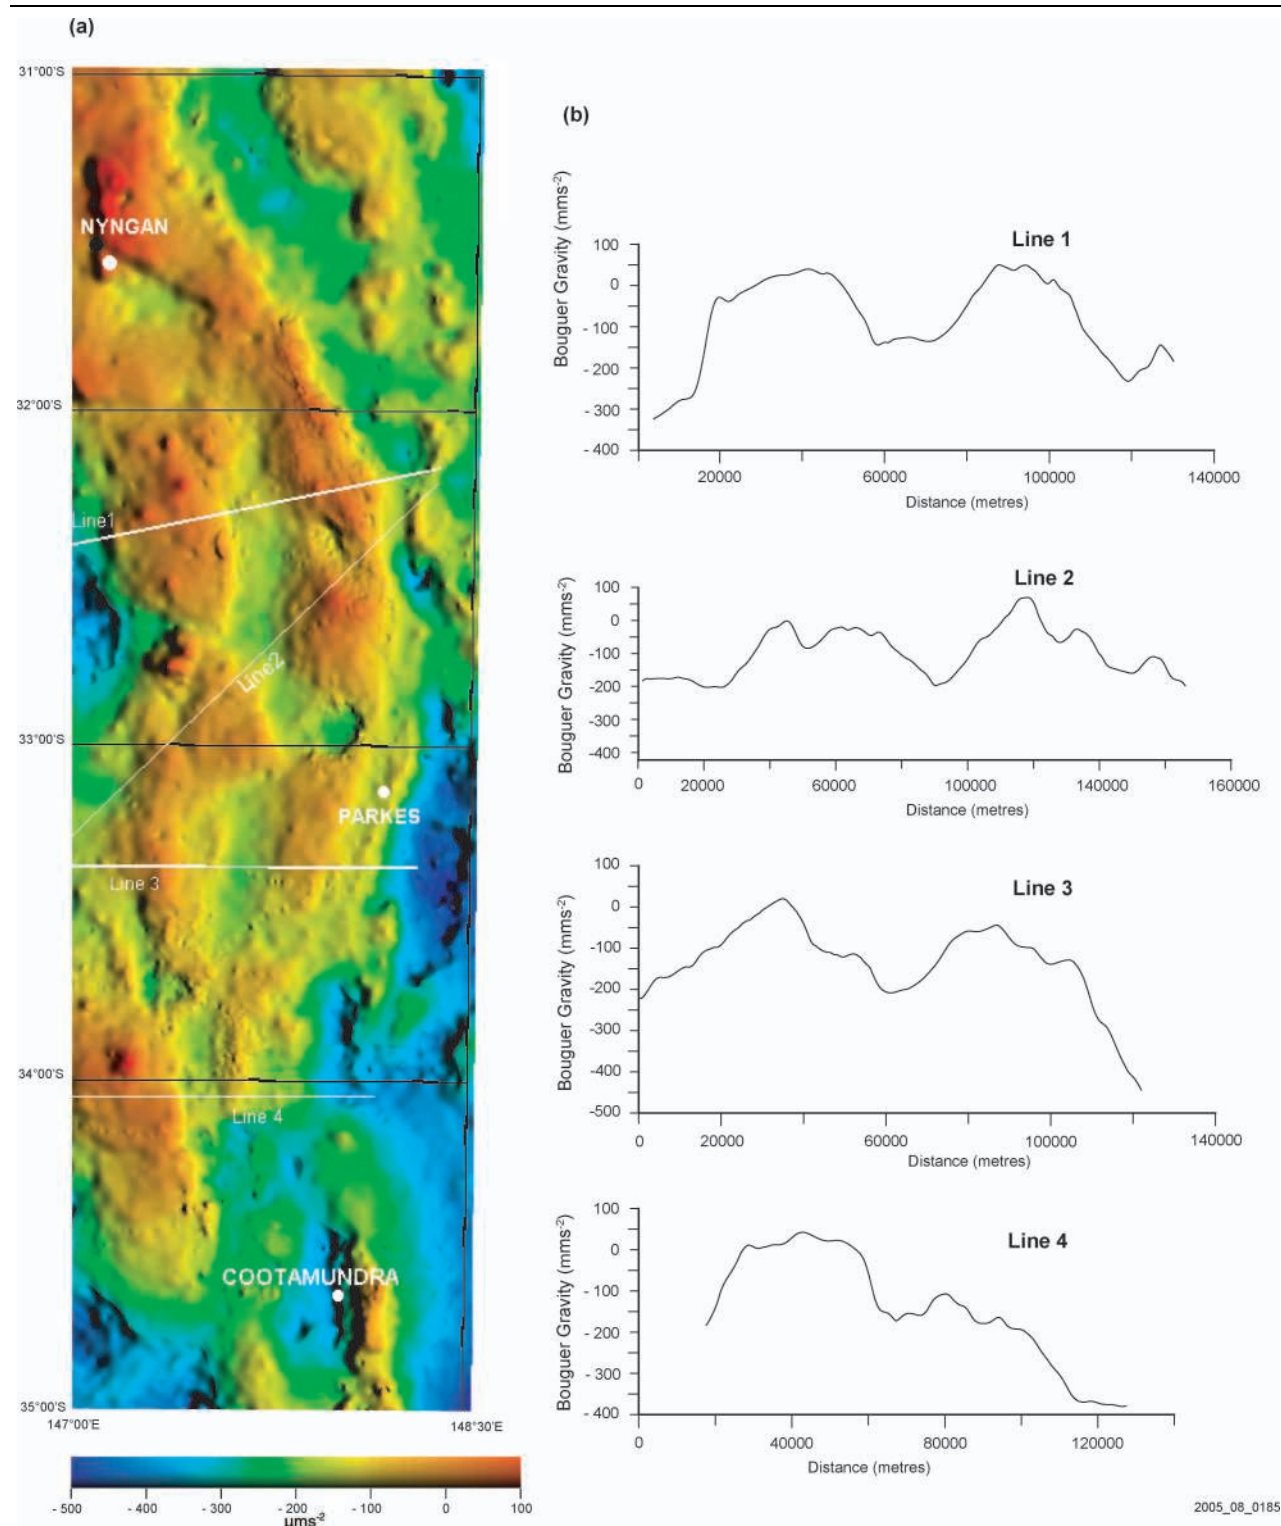 (a)
31°00'S
NYNGAN
32°00'S
Line1
Line2
33°00'S
PARKES
Line 3
34°00'S
Line 4
COOTAMUNDRA
35°00'S
147°00'E
148°30'E
- 500
- 400
- 300
- 200
- 100
0
100
µms⁻²
(b)
Line 1
Bouguer Gravity (mms⁻²)
100
0
- 100
- 200
- 300
- 400
20000
60000
100000
140000
Distance (metres)
Line 2
Bouguer Gravity (mms⁻²)
100
0
-100
-200
-300
-400
0
20000
60000
100000
140000
160000
Distance (metres)
Line 3
Bouguer Gravity (mms⁻²)
100
0
-100
-200
-300
-400
-500
0
20000
60000
100000
140000
Distance (metres)
Line 4
Bouguer Gravity (mms⁻²)
100
0
- 100
- 200
- 300
- 400
0
40000
80000
120000
Distance (metres)
2005_08_0185